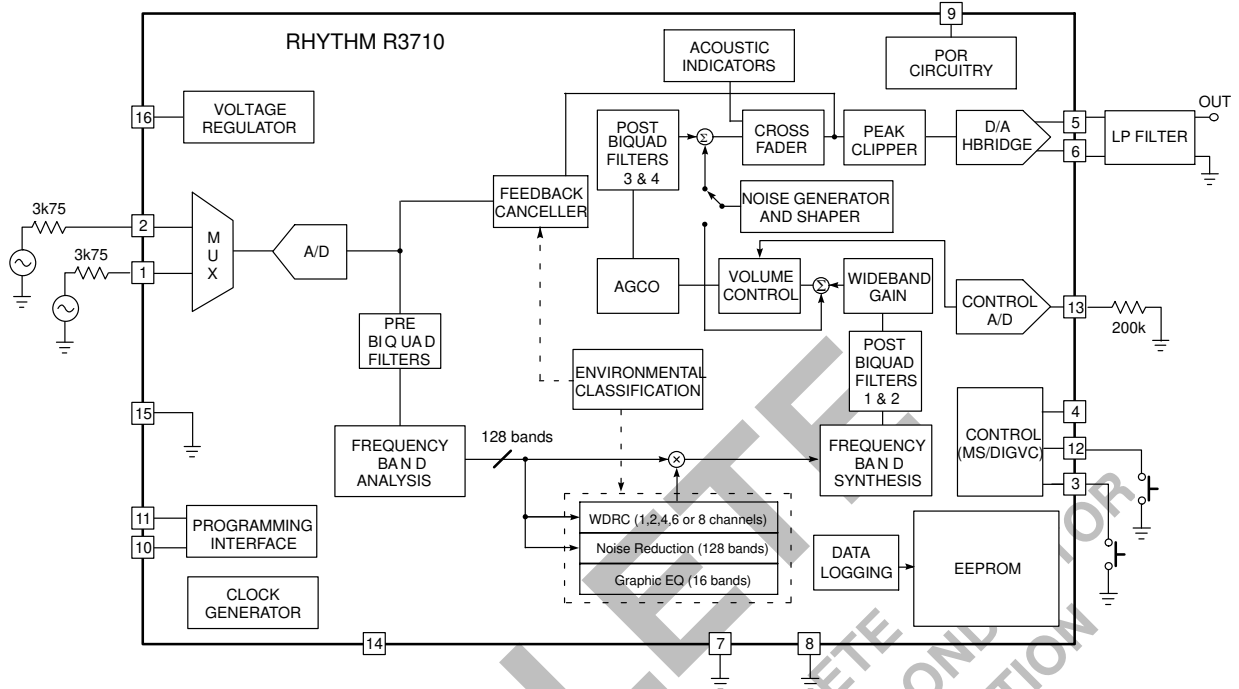 RHYTHM R3710
9
ACOUSTIC
INDICATORS
POR
CIRCUITRY
16
VOLTAGE
REGULATOR
POST
BIQUAD
FILTERS
3 & 4
Σ
CROSS
FADER
PEAK
CLIPPER
D/A
HBRIDGE
5
6
LP FILTER
OUT
FEEDBACK
CANCELLER
NOISE GENERATOR
AND SHAPER
3k75
2
3k75
1
M
U
X
A/D
AGCO
VOLUME
CONTROL
Σ
WIDEBAND
GAIN
CONTROL
A/D
13
200k
PRE
BIQUAD
FILTERS
ENVIRONMENTAL
CLASSIFICATION
POST
BIQUAD
FILTERS
1 & 2
15
4
12
3
CONTROL
(MS/DIGVC)
FREQUENCY
BAND
ANALYSIS
128 bands
×
FREQUENCY
BAND
SYNTHESIS
11
10
PROGRAMMING
INTERFACE
WDRC (1,2,4,6 or 8 channels)
Noise Reduction (128 bands)
Graphic EQ (16 bands)
DATA
LOGGING
EEPROM
CLOCK
GENERATOR
14
7
8